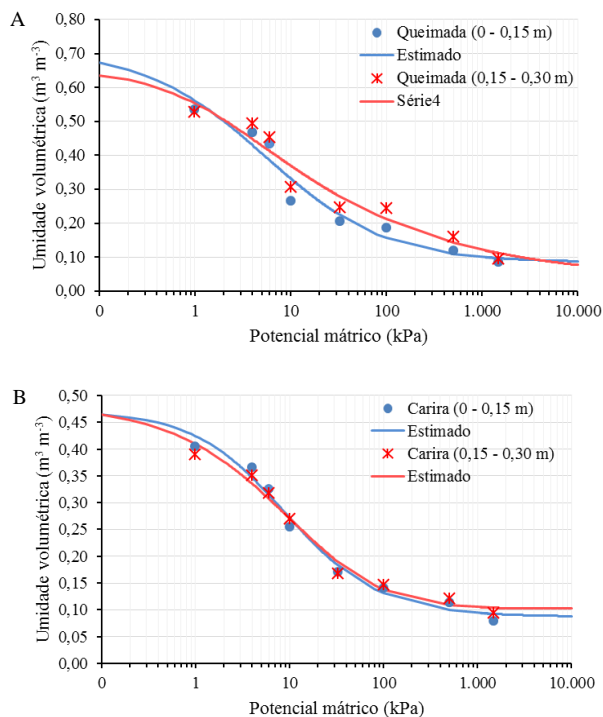 A
Umidade volumétrica (m³ m⁻³)
0,80
0,70
0,60
0,50
0,40
0,30
0,20
0,10
0,00
Queimada (0 - 0,15 m)
Estimado
Queimada (0,15 - 0,30 m)
Série4
0 1 10 100 1.000 10.000
Potencial mátrico (kPa)
B
Umidade volumétrica (m³ m⁻³)
0,50
0,45
0,40
0,35
0,30
0,25
0,20
0,15
0,10
0,05
0,00
Carira (0 - 0,15 m)
Estimado
Carira (0,15 - 0,30 m)
Estimado
0 1 10 100 1.000 10.000
Potencial mátrico (kPa)